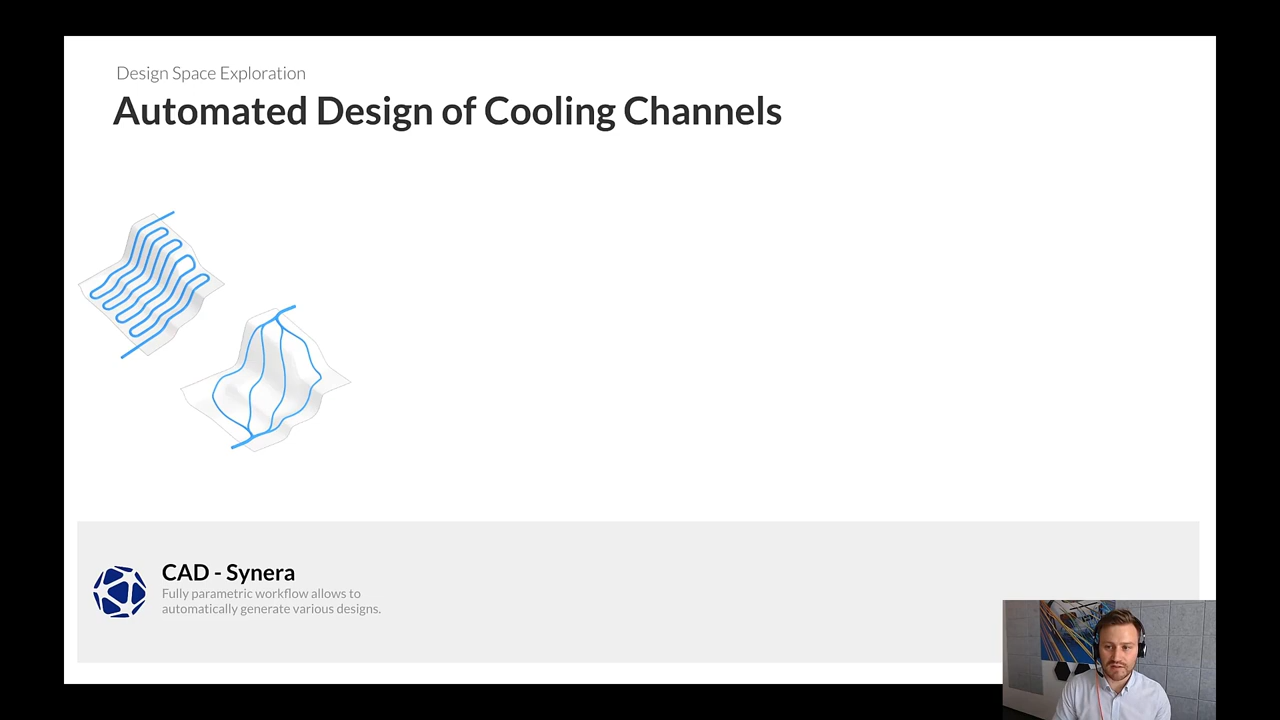 Design Space Exploration
Automated Design of Cooling Channels
CAD - Synera
Fully parametric workflow allows to
automatically generate various designs.